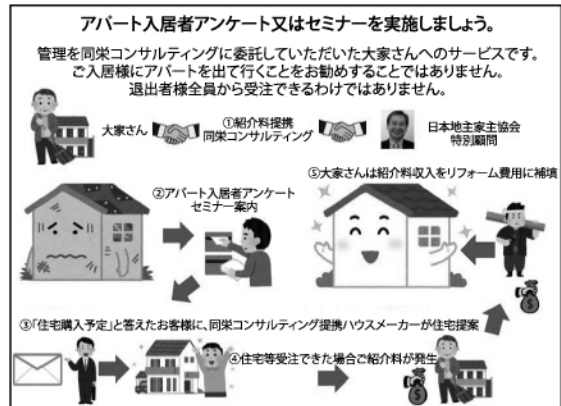 アパート入居者アンケート又はセミナーを実施しましょう。
管理を同栄コンサルティングに委託していただいた大家さんへのサービスです。
ご入居様にアパートを出て行くことをお勧めすることではありません。
退出者様全員から受注できるわけではありません。
大家さん
①紹介料提携
同栄コンサルティング
日本地主家主協会
特別顧問
⑤大家さんは紹介料収入をリフォーム費用に補填
②アパート入居者アンケート
セミナー案内
③「住宅購入予定」と答えたお客様に、同栄コンサルティング提携ハウスメーカーが住宅提案
④住宅等受注できた場合ご紹介料が発生